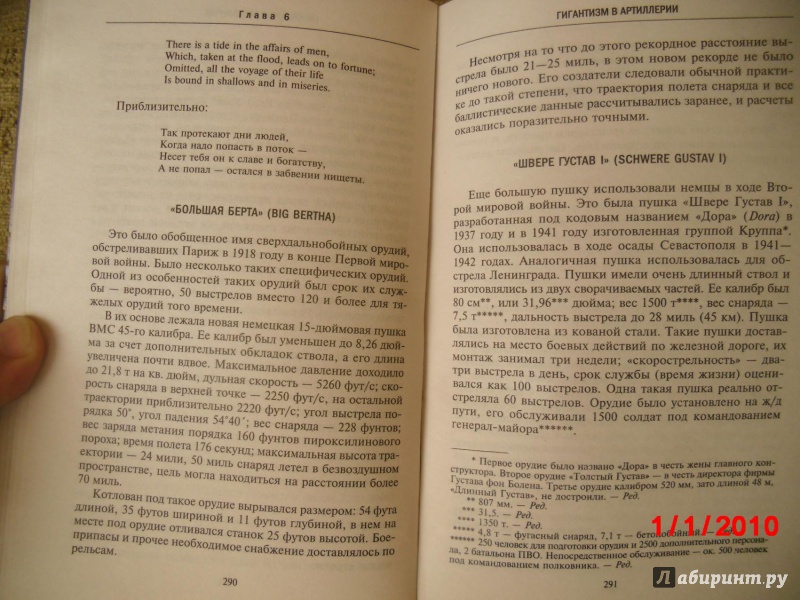 Глава 6
There is a tide in the affairs of men,
Which, taken at the flood, leads on to fortune;
Omitted, all the voyage of their life
Is bound in shallows and in miseries.
Приблизительно:
Так протекают дни людей,
Когда надо попасть в поток —
Несет тебя он к славе и богатству,
А не попал — остался в забвении нищеты.
«БОЛЬШАЯ БЕРТА» (BIG BERTHA)
Это было обобщенное имя сверхдальнобойных орудий,
обстреливавших Париж в 1918 году в конце Первой миро-
вой войны. Было несколько таких специфических орудий.
Одной из особенностей таких орудий был срок их служ-
бы — вероятно, 50 выстрелов вместо 120 и более для тя-
желых орудий того времени.
В их основе лежала новая немецкая 15-дюймовая пушка
ВМС 45-го калибра. Ее калибр был уменьшен до 8,26 дюй-
ма за счет дополнительных обкладок ствола, а его длина
увеличена почти вдвое. Максимальное давление доходило
до 21,8 т на кв. дюйм, дульная скорость — 5260 фут/с; ско-
рость снаряда в верхней точке — 2250 фут/с, на остальной
траектории приблизительно 2220 фут/с; угол выстрела по-
рядка 50°, угол падения 54°40´; вес снаряда — 228 фунтов;
вес заряда метания порядка 160 фунтов пироксилинового
пороха; время полета 176 секунд; максимальная высота тра-
ектории — 24 мили, 50 миль снаряд летел в безвоздушном
пространстве, цель могла находиться на расстоянии более
70 миль.
Котлован под такое орудие вырывался размером: 54 фута
длиной, 35 футов шириной и 11 футов глубиной, в нем на
месте под орудие отливался станок 25 футов высотой. Бое-
припасы и прочее необходимое снабжение доставлялось по
рельсам.
290
ГИГАНТИЗМ В АРТИЛЛЕРИИ
Несмотря на то что до этого рекордное расстояние вы-
стрела было 21—25 миль, в этом новом рекорде не было
ничего нового. Его создатели следовали обычной практи-
ке до такой степени, что траектория полета снаряда и все
баллистические данные рассчитывались заранее, и расчеты
оказались поразительно точными.
«ШВЕРЕ ГУСТАВ I» (SCHWERE GUSTAV I)
Еще большую пушку использовали немцы в ходе Вто-
рой мировой войны. Это была пушка «Швере Густав I»,
разработанная под кодовым названием «Дора» (Dora) в
1937 году и в 1941 году изготовленная группой Круппа*.
Она использовалась в ходе осады Севастополя в 1941—
1942 годах. Аналогичная пушка использовалась для об-
стрела Ленинграда. Пушки имели очень длинный ствол и
изготовлялись из двух сворачиваемых частей. Ее калибр был
80 см**, или 31,96*** дюйма; вес 1500 т****, вес снаряда —
7,5 т*****, дальность выстрела до 28 миль (45 км). Пушка
была изготовлена из кованой стали. Такие пушки достав-
лялись на место боевых действий по железной дороге, их
монтаж занимал три недели; «скорострельность» — два-
три выстрела в день, срок службы (время жизни) оцени-
вался как 100 выстрелов. Одна такая пушка реально от-
стреляла 60 выстрелов. Орудие было установлено на ж/д
пути, его обслуживали 1500 солдат под командованием
генерал-майора******.
* Первое орудие было названо «Дора» в честь жены главного кон-
структора. Второе орудие «Толстый Густав» — в честь директора фирмы
Густава фон Болена. Третье орудие калибром 520 мм, зато длиной 48 м,
«Длинный Густав», не достроили. — Ред.
** 807 мм. — Ред.
*** 31,5. — Ред.
**** 1350 т. — Ред.
***** 4,8 т — фугасный снаряд, 7,1 т — бетонобойный. — Ред.
****** 250 человек для подготовки орудия и 2500 дополнительного персона-
ла, 2 батальона ПВО. Непосредственное обслуживание — ок. 500 человек
под командованием полковника. — Ред.
291
1/1/2010
Лабиринт.ру